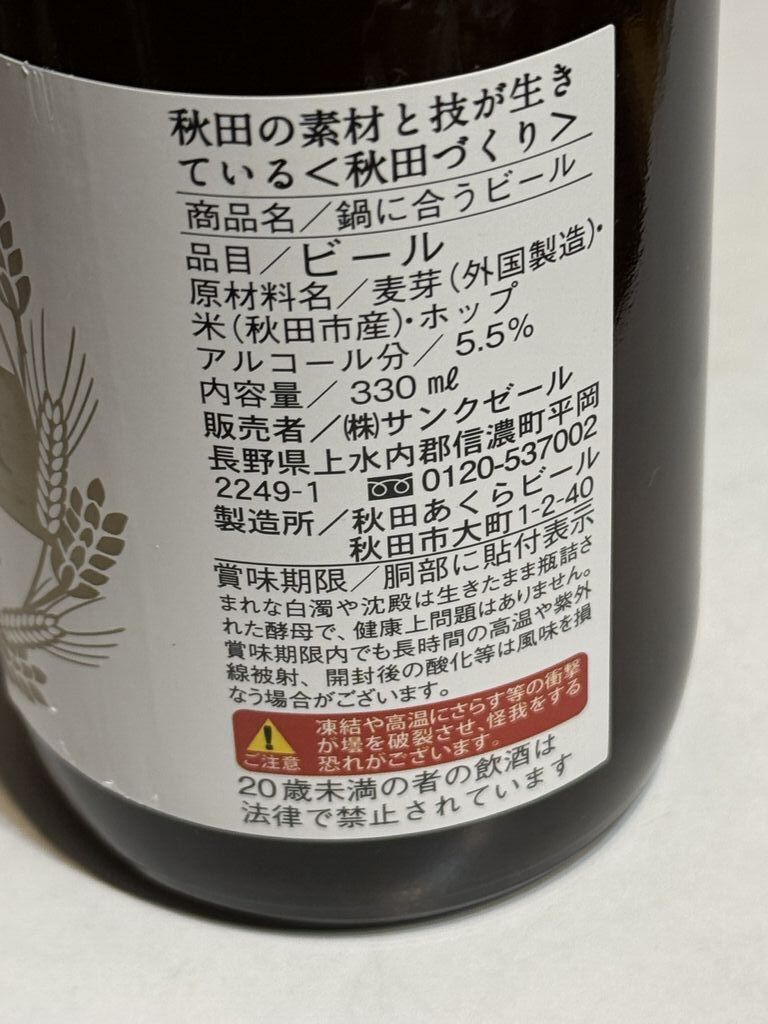 秋田の素材と技が生き
ている＜秋田づくり＞
商品名／鍋に合うビール
品目／ビール
原材料名／麦芽(外国製造)・
米(秋田市産)・ホップ
アルコール分／5.5%
内容量／330㎖
販売者／㈱サンクゼール
長野県上水内郡信濃町平岡
2249-1 0120-537002
製造所／秋田あくらビール
秋田市大町1-2-40
賞味期限／胴部に貼付表示
まれな白濁や沈殿は生きたまま瓶詰さ
れた酵母で、健康上問題はありません。
賞味期限内でも長時間の高温や紫外
線被射、開封後の酸化等は風味を損
なう場合がございます。
ご注意
凍結や高温にさらす等の衝撃
が壜を破裂させ、怪我をする
恐れがございます。
20歳未満の者の飲酒は
法律で禁止されています